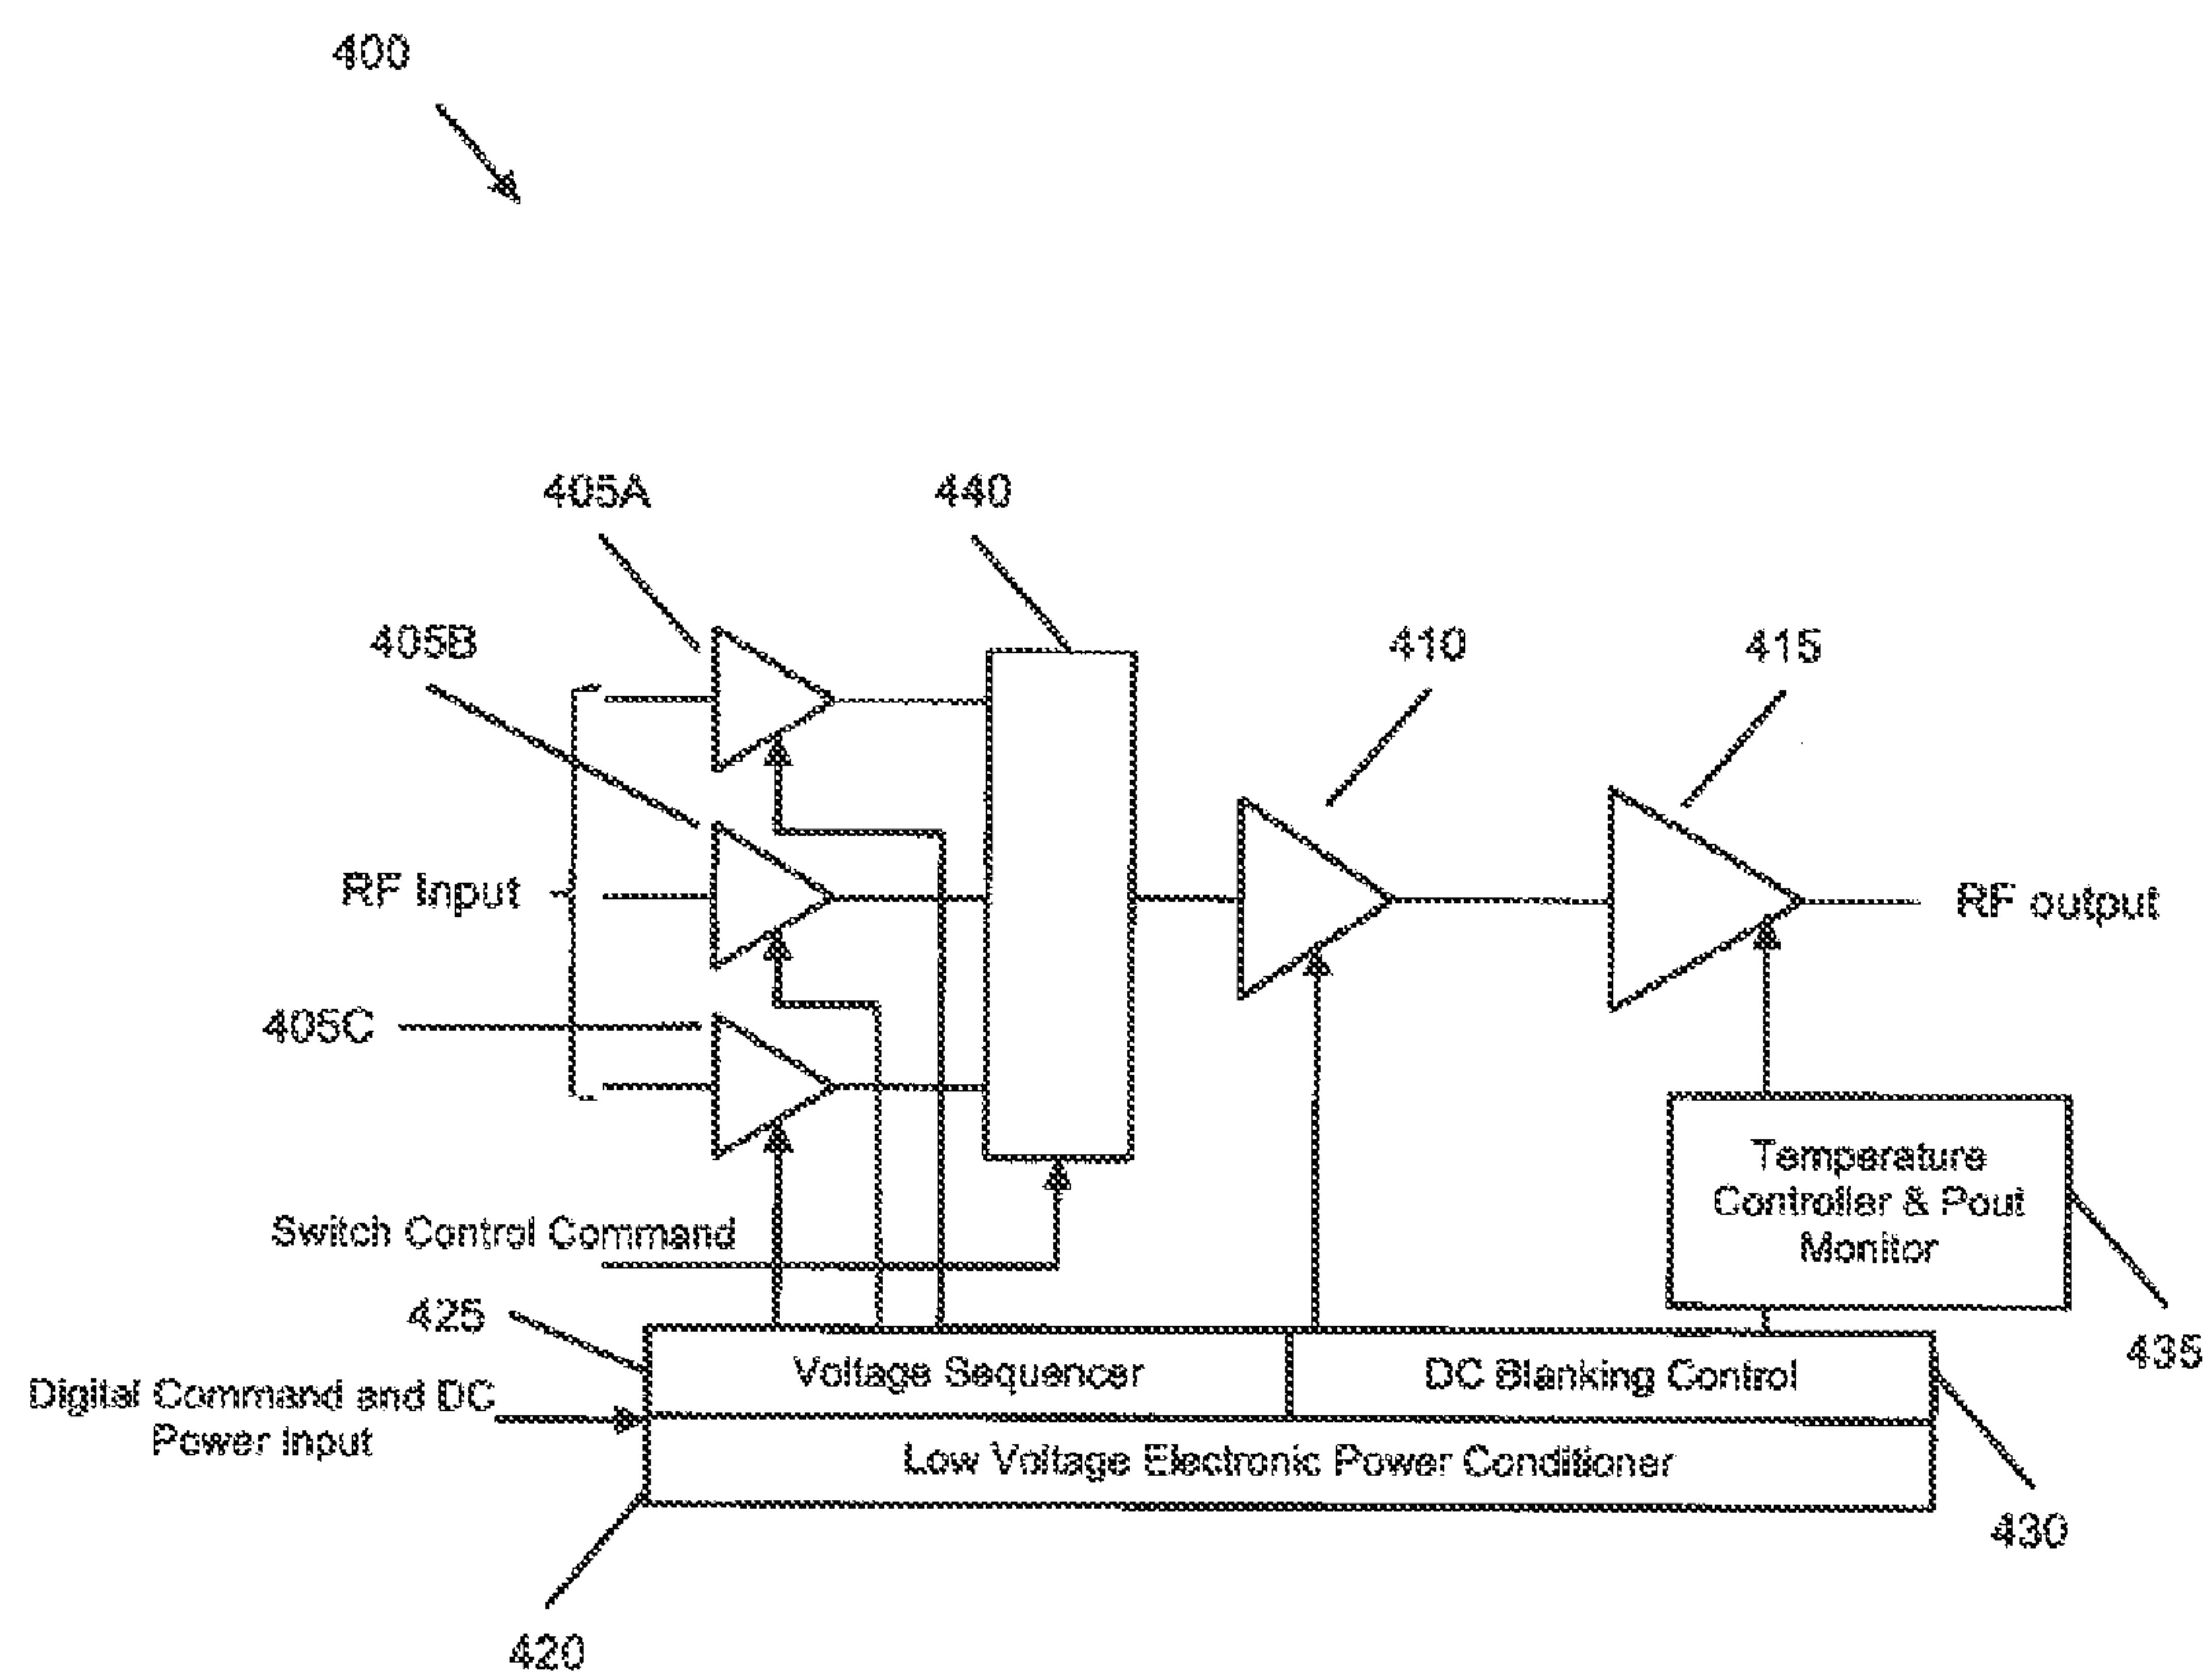 400
405A
440
405B
410
415
RF Input
RF output
405C
Temperature
Controller & Pout
Monitor
Switch Control Command
425
435
Voltage Sequencer
DC Blanking Control
Digital Command and DC
Power Input
Low Voltage Electronic Power Conditioner
430
420